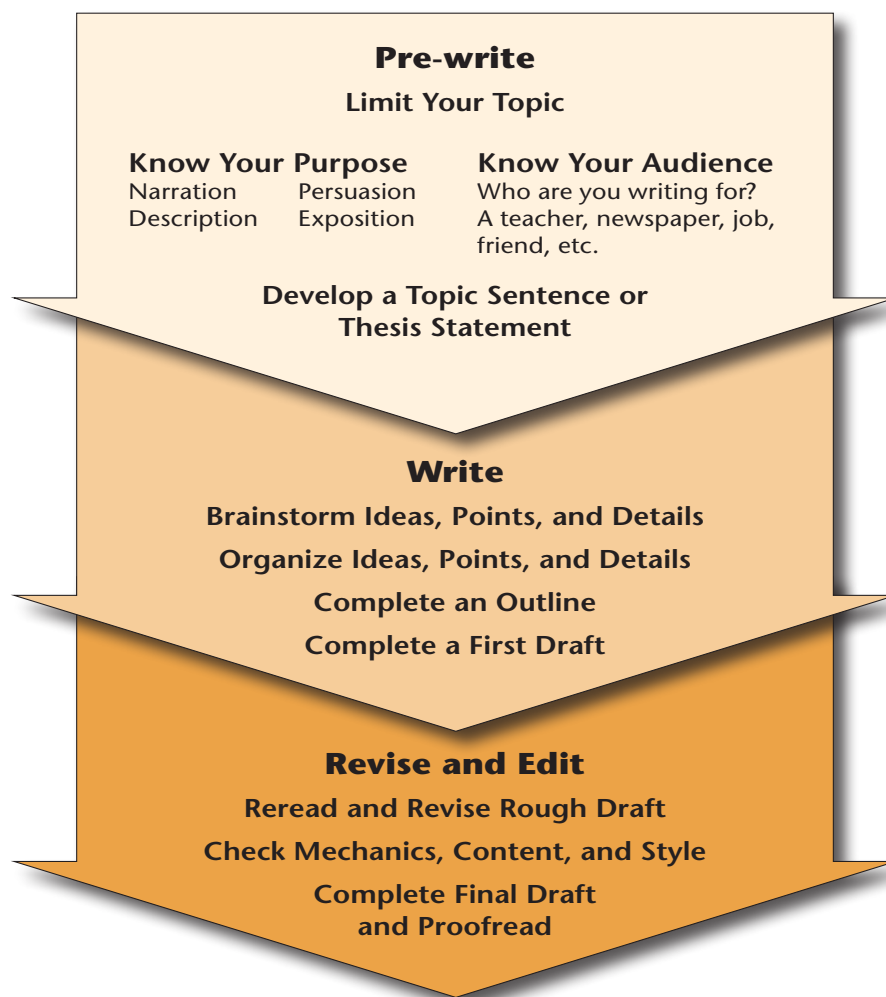 Pre-write
Limit Your Topic
Know Your Purpose
Narration Persuasion
Description Exposition
Know Your Audience
Who are you writing for?
A teacher, newspaper, job,
friend, etc.
Develop a Topic Sentence or
Thesis Statement
Write
Brainstorm Ideas, Points, and Details
Organize Ideas, Points, and Details
Complete an Outline
Complete a First Draft
Revise and Edit
Reread and Revise Rough Draft
Check Mechanics, Content, and Style
Complete Final Draft
and Proofread